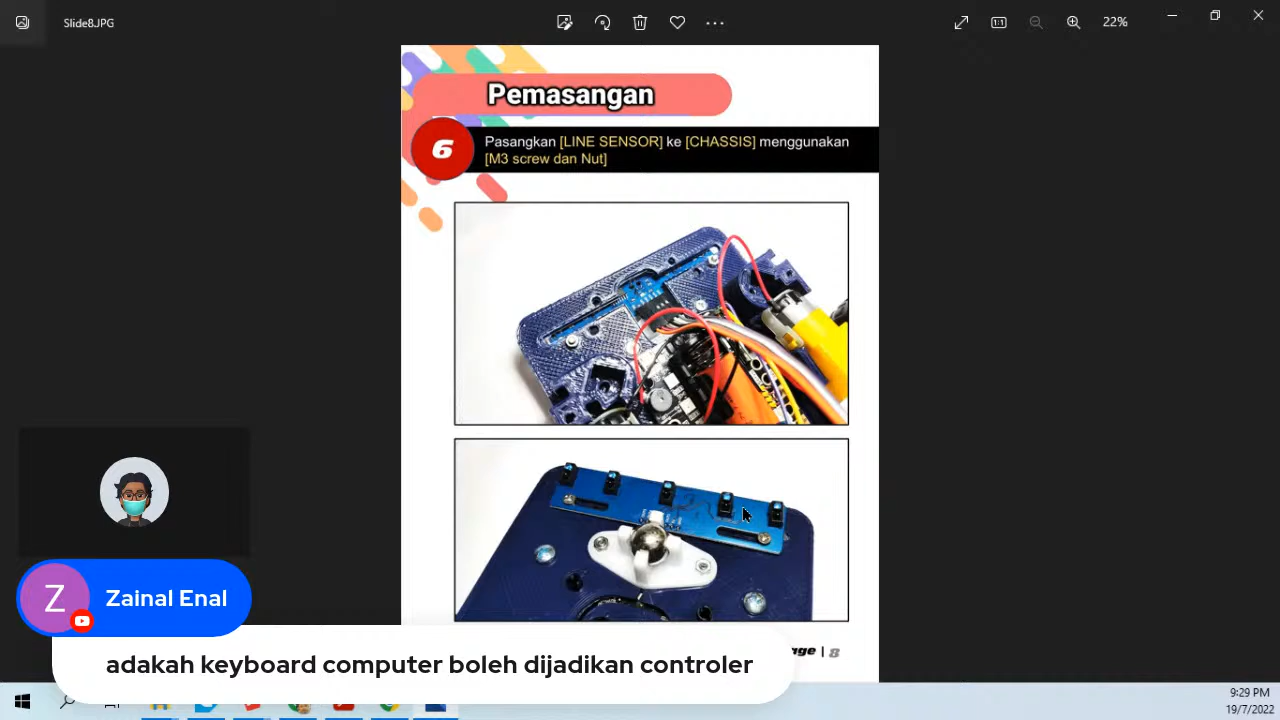 Slide8.JPG
22%
Pemasangan
6
Pasangkan [LINE SENSOR] ke [CHASSIS] menggunakan
[M3 screw dan Nut]
Z
Zainal Enal
adakah keyboard computer boleh dijadikan controler
| 8
9:29 PM
19/7/2022